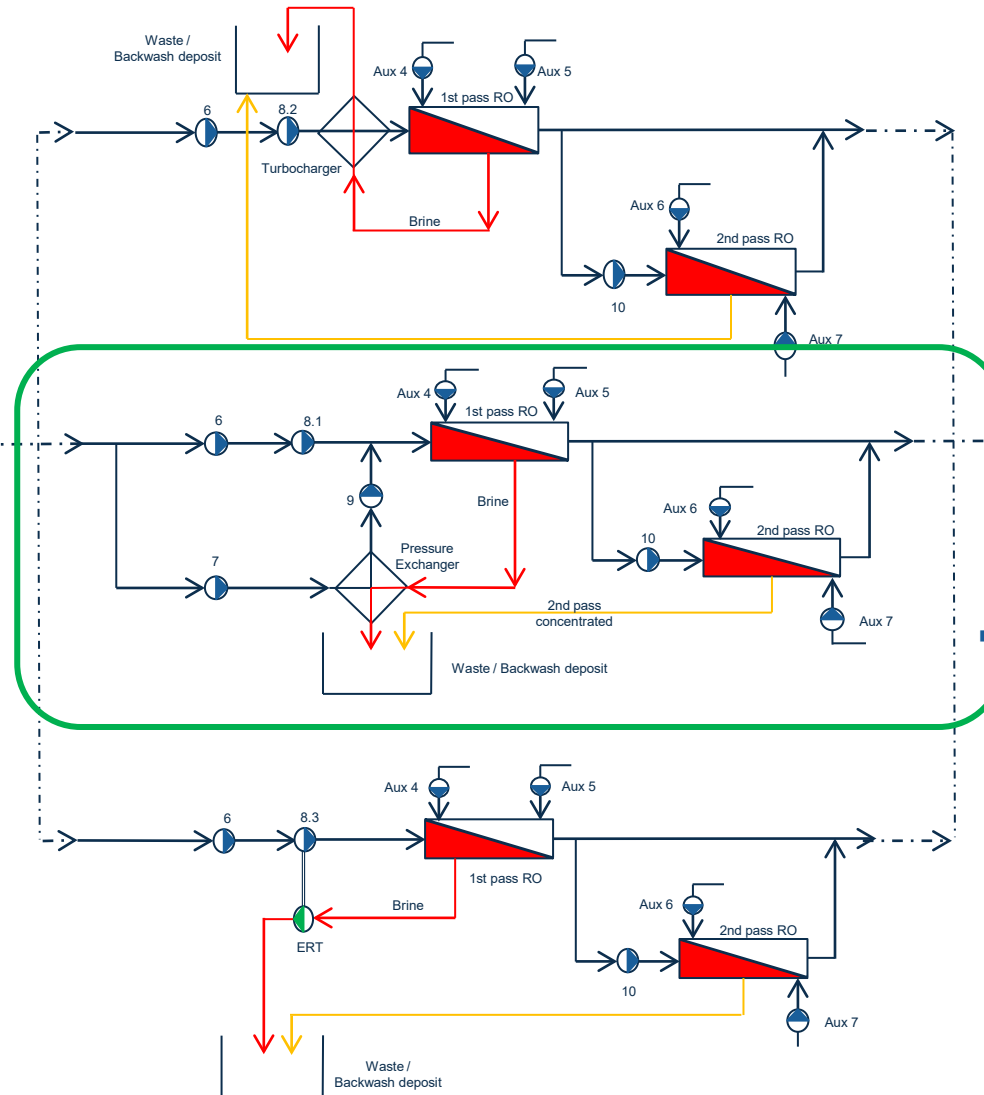 Waste /
Backwash deposit
Aux 4
Aux 5
1st pass RO
6
8.2
Turbocharger
Brine
Aux 6
2nd pass RO
10
Aux 7
Aux 4
Aux 5
1st pass RO
6
8.1
9
Brine
Aux 6
2nd pass RO
10
Pressure
Exchanger
7
2nd pass
concentrated
Aux 7
Waste / Backwash deposit
Aux 4
Aux 5
6
8.3
1st pass RO
Brine
ERT
Aux 6
2nd pass RO
10
Aux 7
Waste /
Backwash deposit